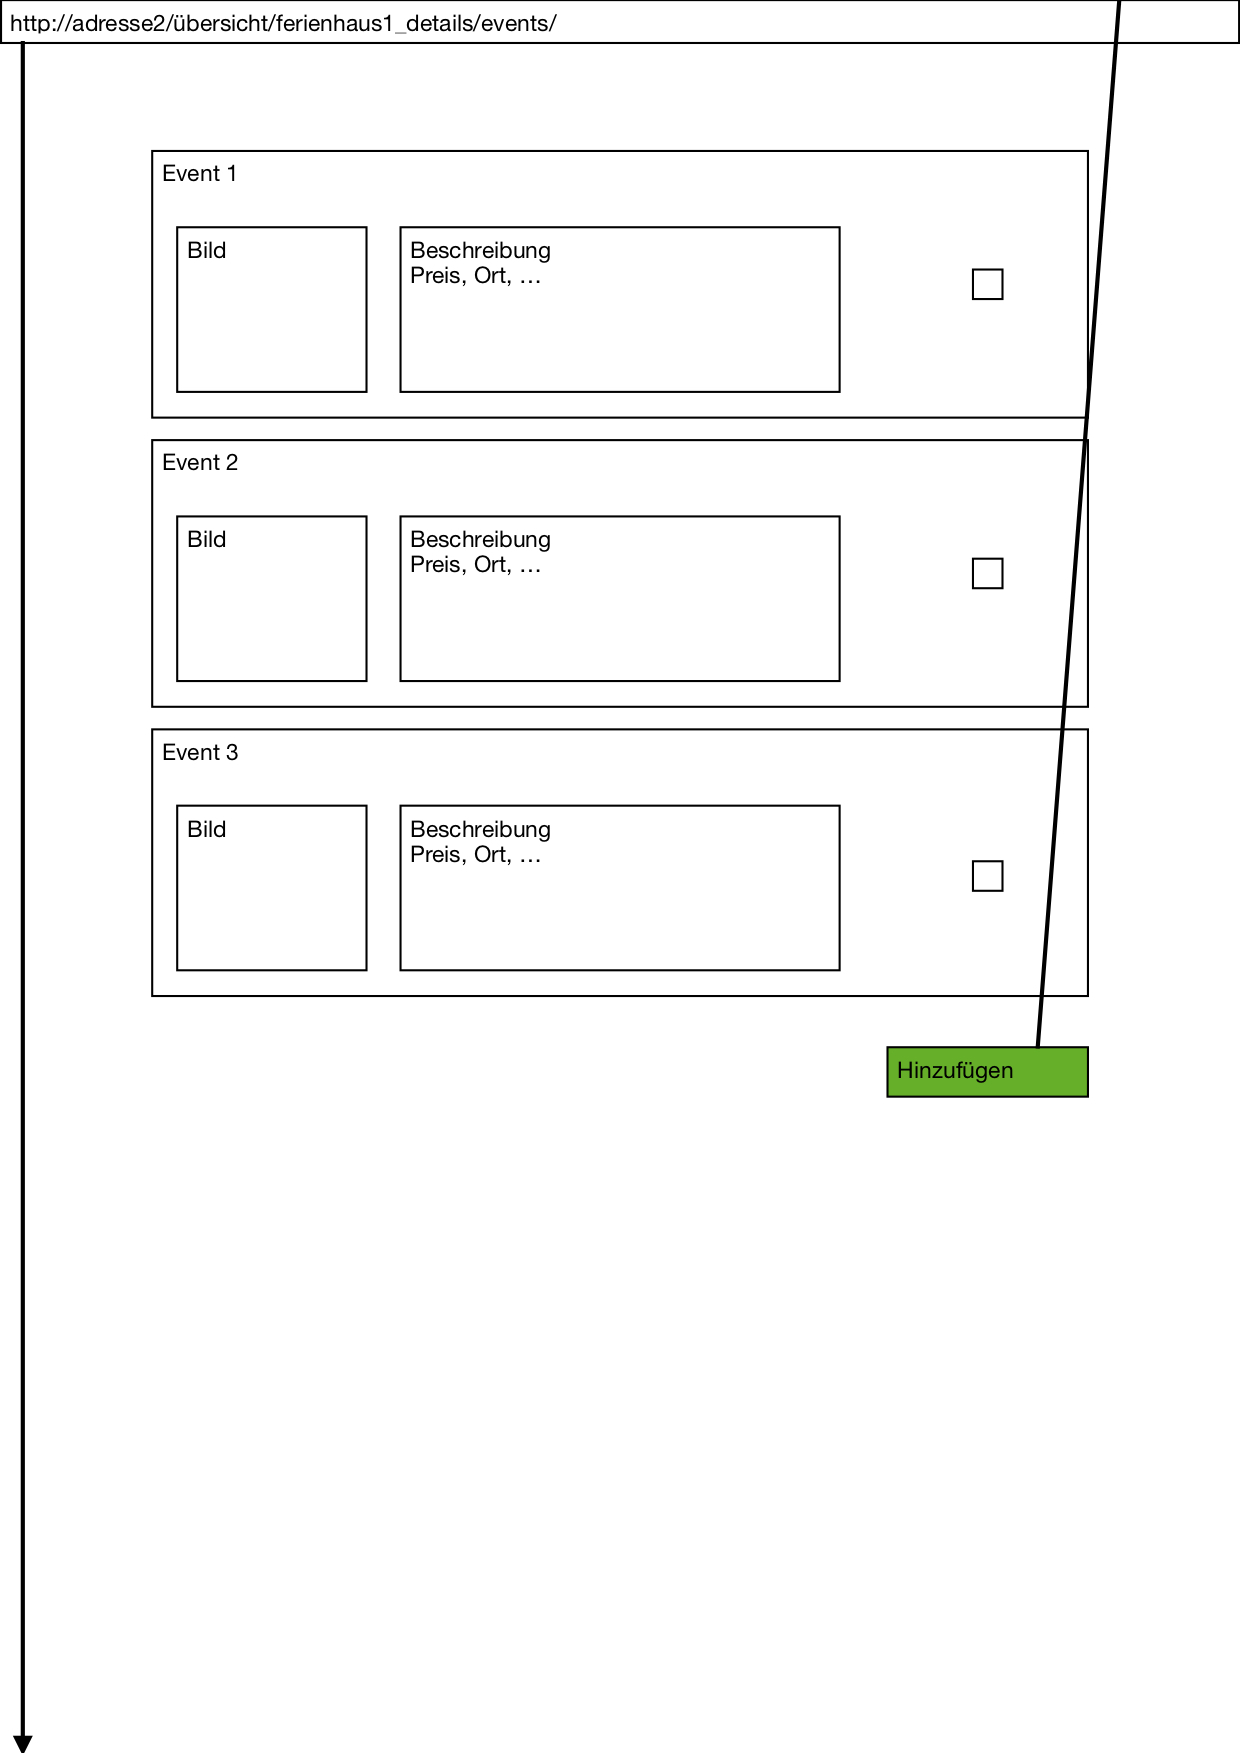 http://adresse2/übersicht/ferienhaus1_details/events/
Event 1
Bild
Beschreibung
Preis, Ort, …
Event 2
Bild
Beschreibung
Preis, Ort, …
Event 3
Bild
Beschreibung
Preis, Ort, …
Hinzufügen